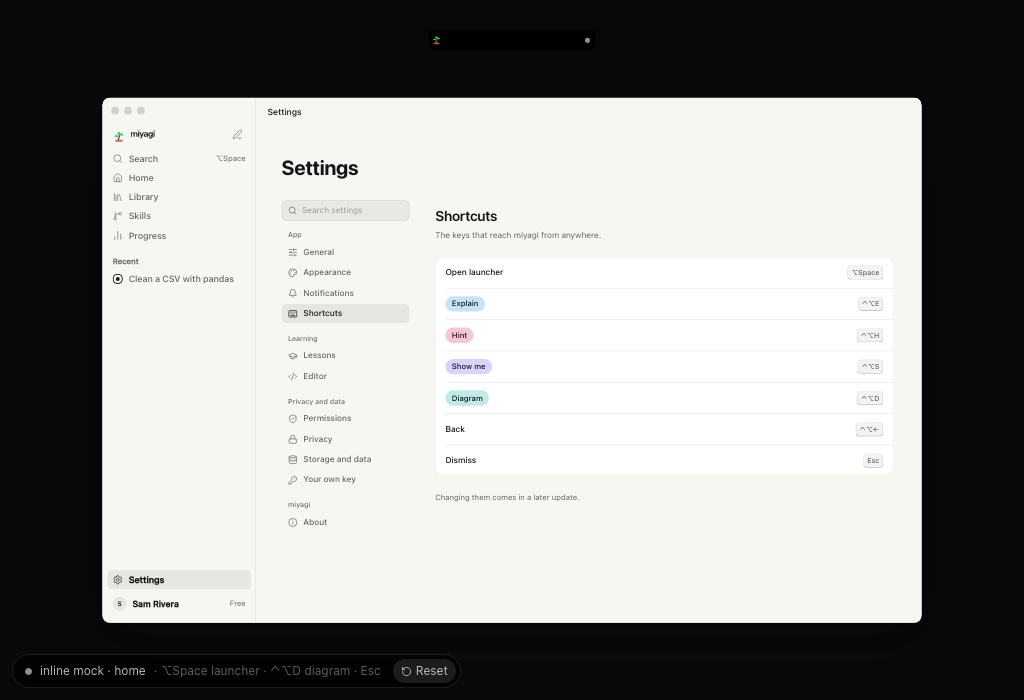 Settings
miyagi
Search ⌥Space
Home
Library
Skills
Progress
Recent
Clean a CSV with pandas
Settings
S Sam Rivera Free
Settings
Search settings
App
General
Appearance
Notifications
Shortcuts
Learning
Lessons
Editor
Privacy and data
Permissions
Privacy
Storage and data
Your own key
miyagi
About
Shortcuts
The keys that reach miyagi from anywhere.
Open launcher ⌥Space
Explain ^⌥E
Hint ^⌥H
Show me ^⌥S
Diagram ^⌥D
Back ^⌥←
Dismiss Esc
Changing them comes in a later update.
inline mock · home · ⌥Space launcher · ^⌥D diagram · Esc Reset